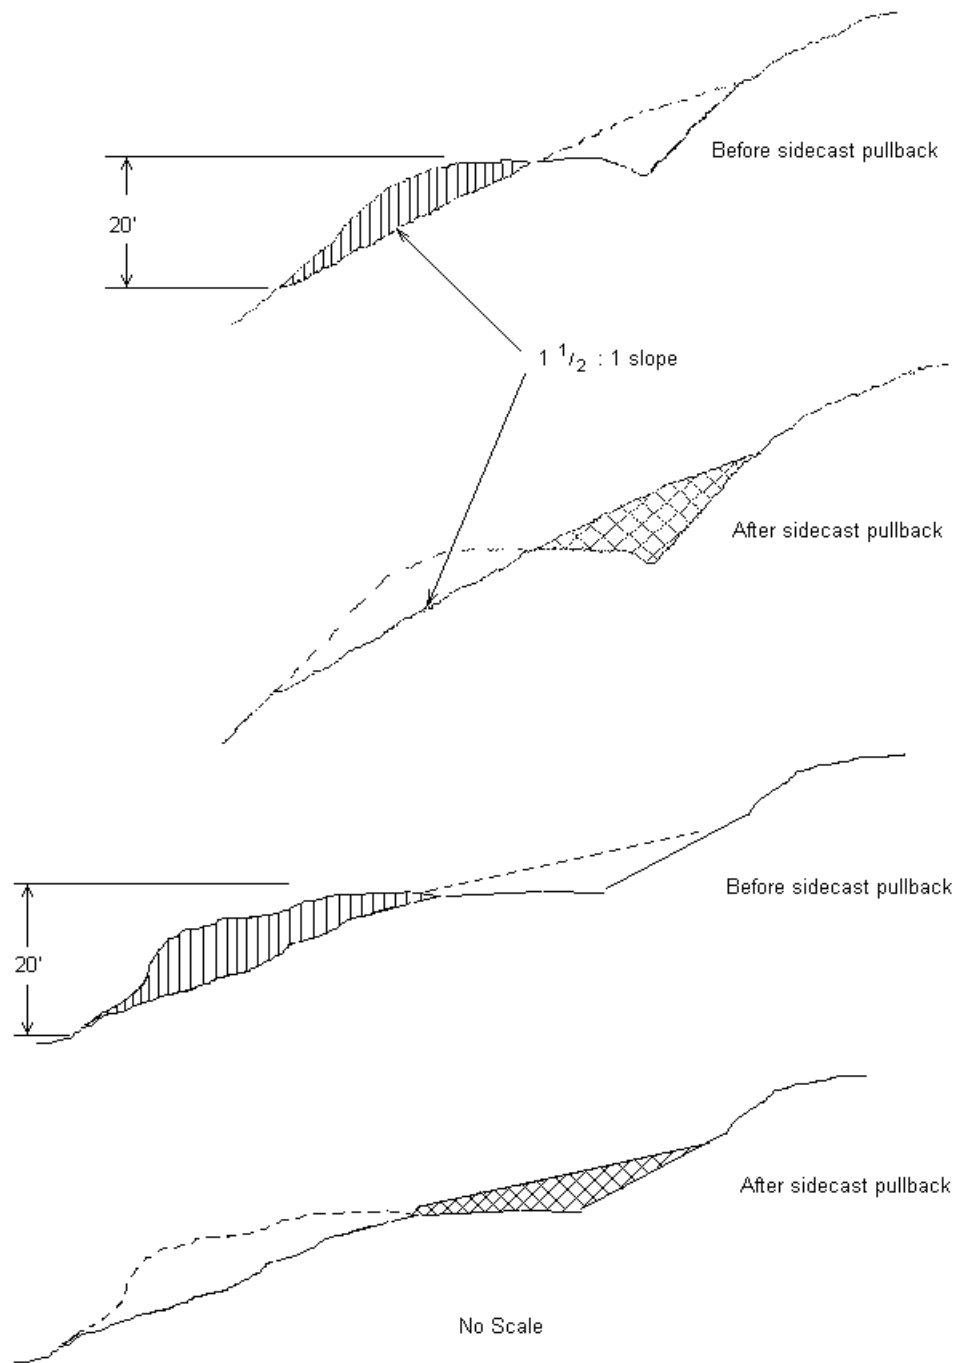 Before sidecast pullback
20'
1 1/2 : 1 slope
After sidecast pullback
Before sidecast pullback
20'
After sidecast pullback
No Scale